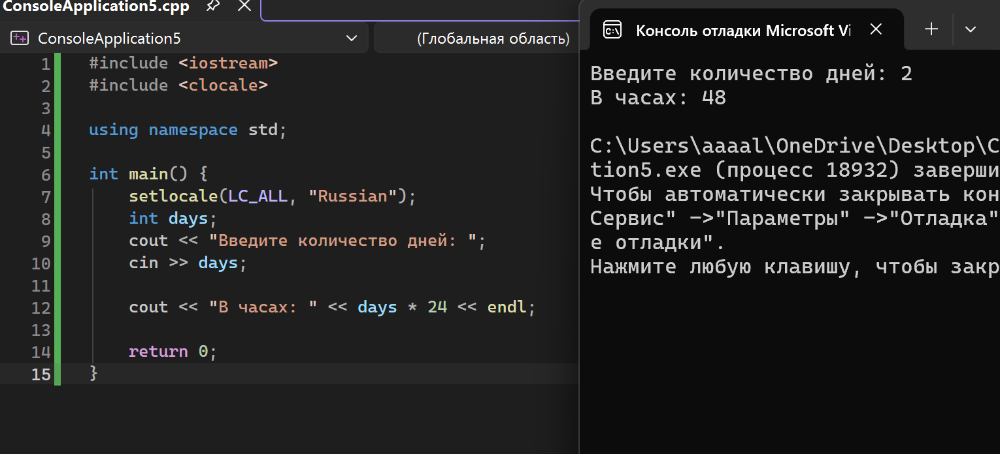 ConsoleApplication5.cpp
ConsoleApplication5
(Глобальная область)
1 #include <iostream>
2 #include <clocale>
3
4 using namespace std;
5
6 int main() {
7 setlocale(LC_ALL, "Russian");
8 int days;
9 cout << "Введите количество дней: ";
10 cin >> days;
11
12 cout << "В часах: " << days * 24 << endl;
13
14 return 0;
15 }
Консоль отладки Microsoft Vi
Введите количество дней: 2
В часах: 48
C:\Users\aaaal\OneDrive\Desktop\C
tion5.exe (процесс 18932) заверши
Чтобы автоматически закрывать кон
Сервис" ->"Параметры" ->"Отладка"
е отладки".
Нажмите любую клавишу, чтобы закр